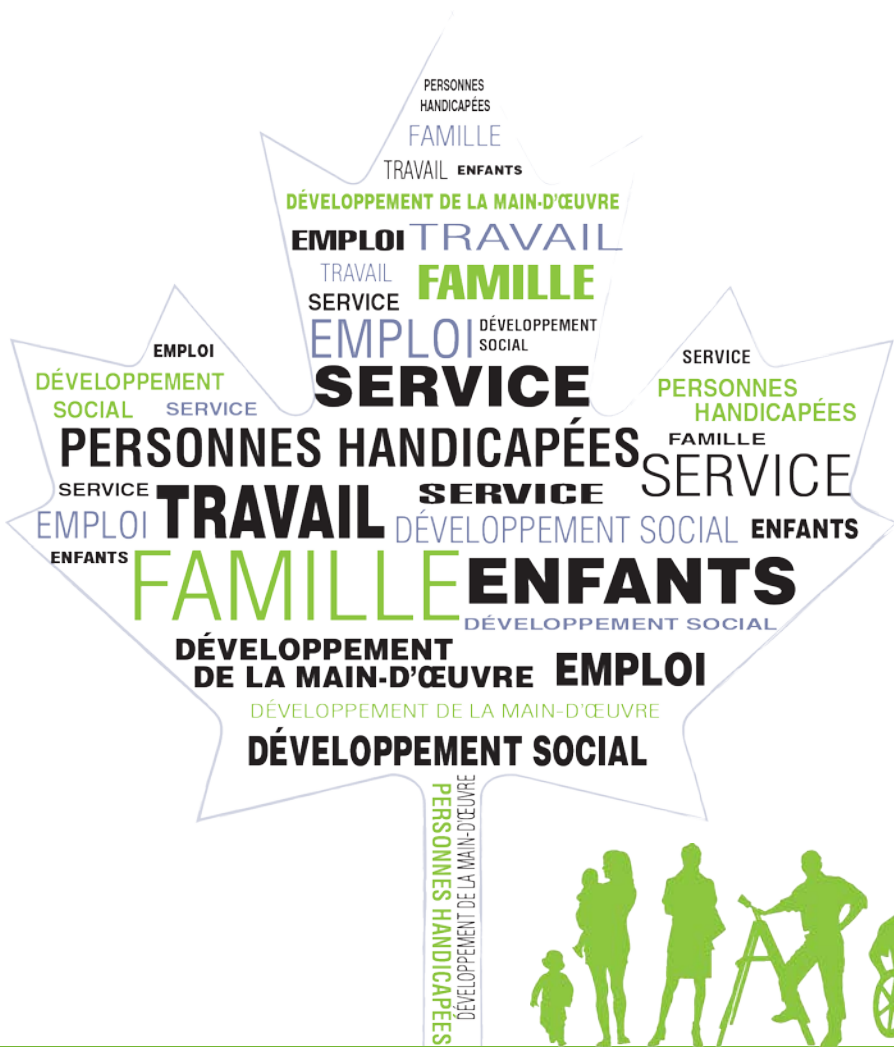 PERSONNES
HANDICAPÉES
FAMILLE
TRAVAIL ENFANTS
DÉVELOPPEMENT DE LA MAIN-D'ŒUVRE
EMPLOI TRAVAIL
TRAVAIL FAMILLE
SERVICE
EMPLOI DÉVELOPPEMENT
SOCIAL
EMPLOI
SERVICE
DÉVELOPPEMENT
SOCIAL SERVICE
SERVICE
PERSONNES
HANDICAPÉES
PERSONNES HANDICAPÉES
FAMILLE
SERVICE
SERVICE
TRAVAIL
SERVICE
EMPLOI
DÉVELOPPEMENT SOCIAL
ENFANTS
ENFANTS
FAMILLE
ENFANTS
DÉVELOPPEMENT SOCIAL
DÉVELOPPEMENT
DE LA MAIN-D'ŒUVRE
EMPLOI
DÉVELOPPEMENT DE LA MAIN-D'ŒUVRE
DÉVELOPPEMENT SOCIAL
PERSONNES HANDICAPÉES
DÉVELOPPEMENT DE LA MAIN-D'ŒUVRE